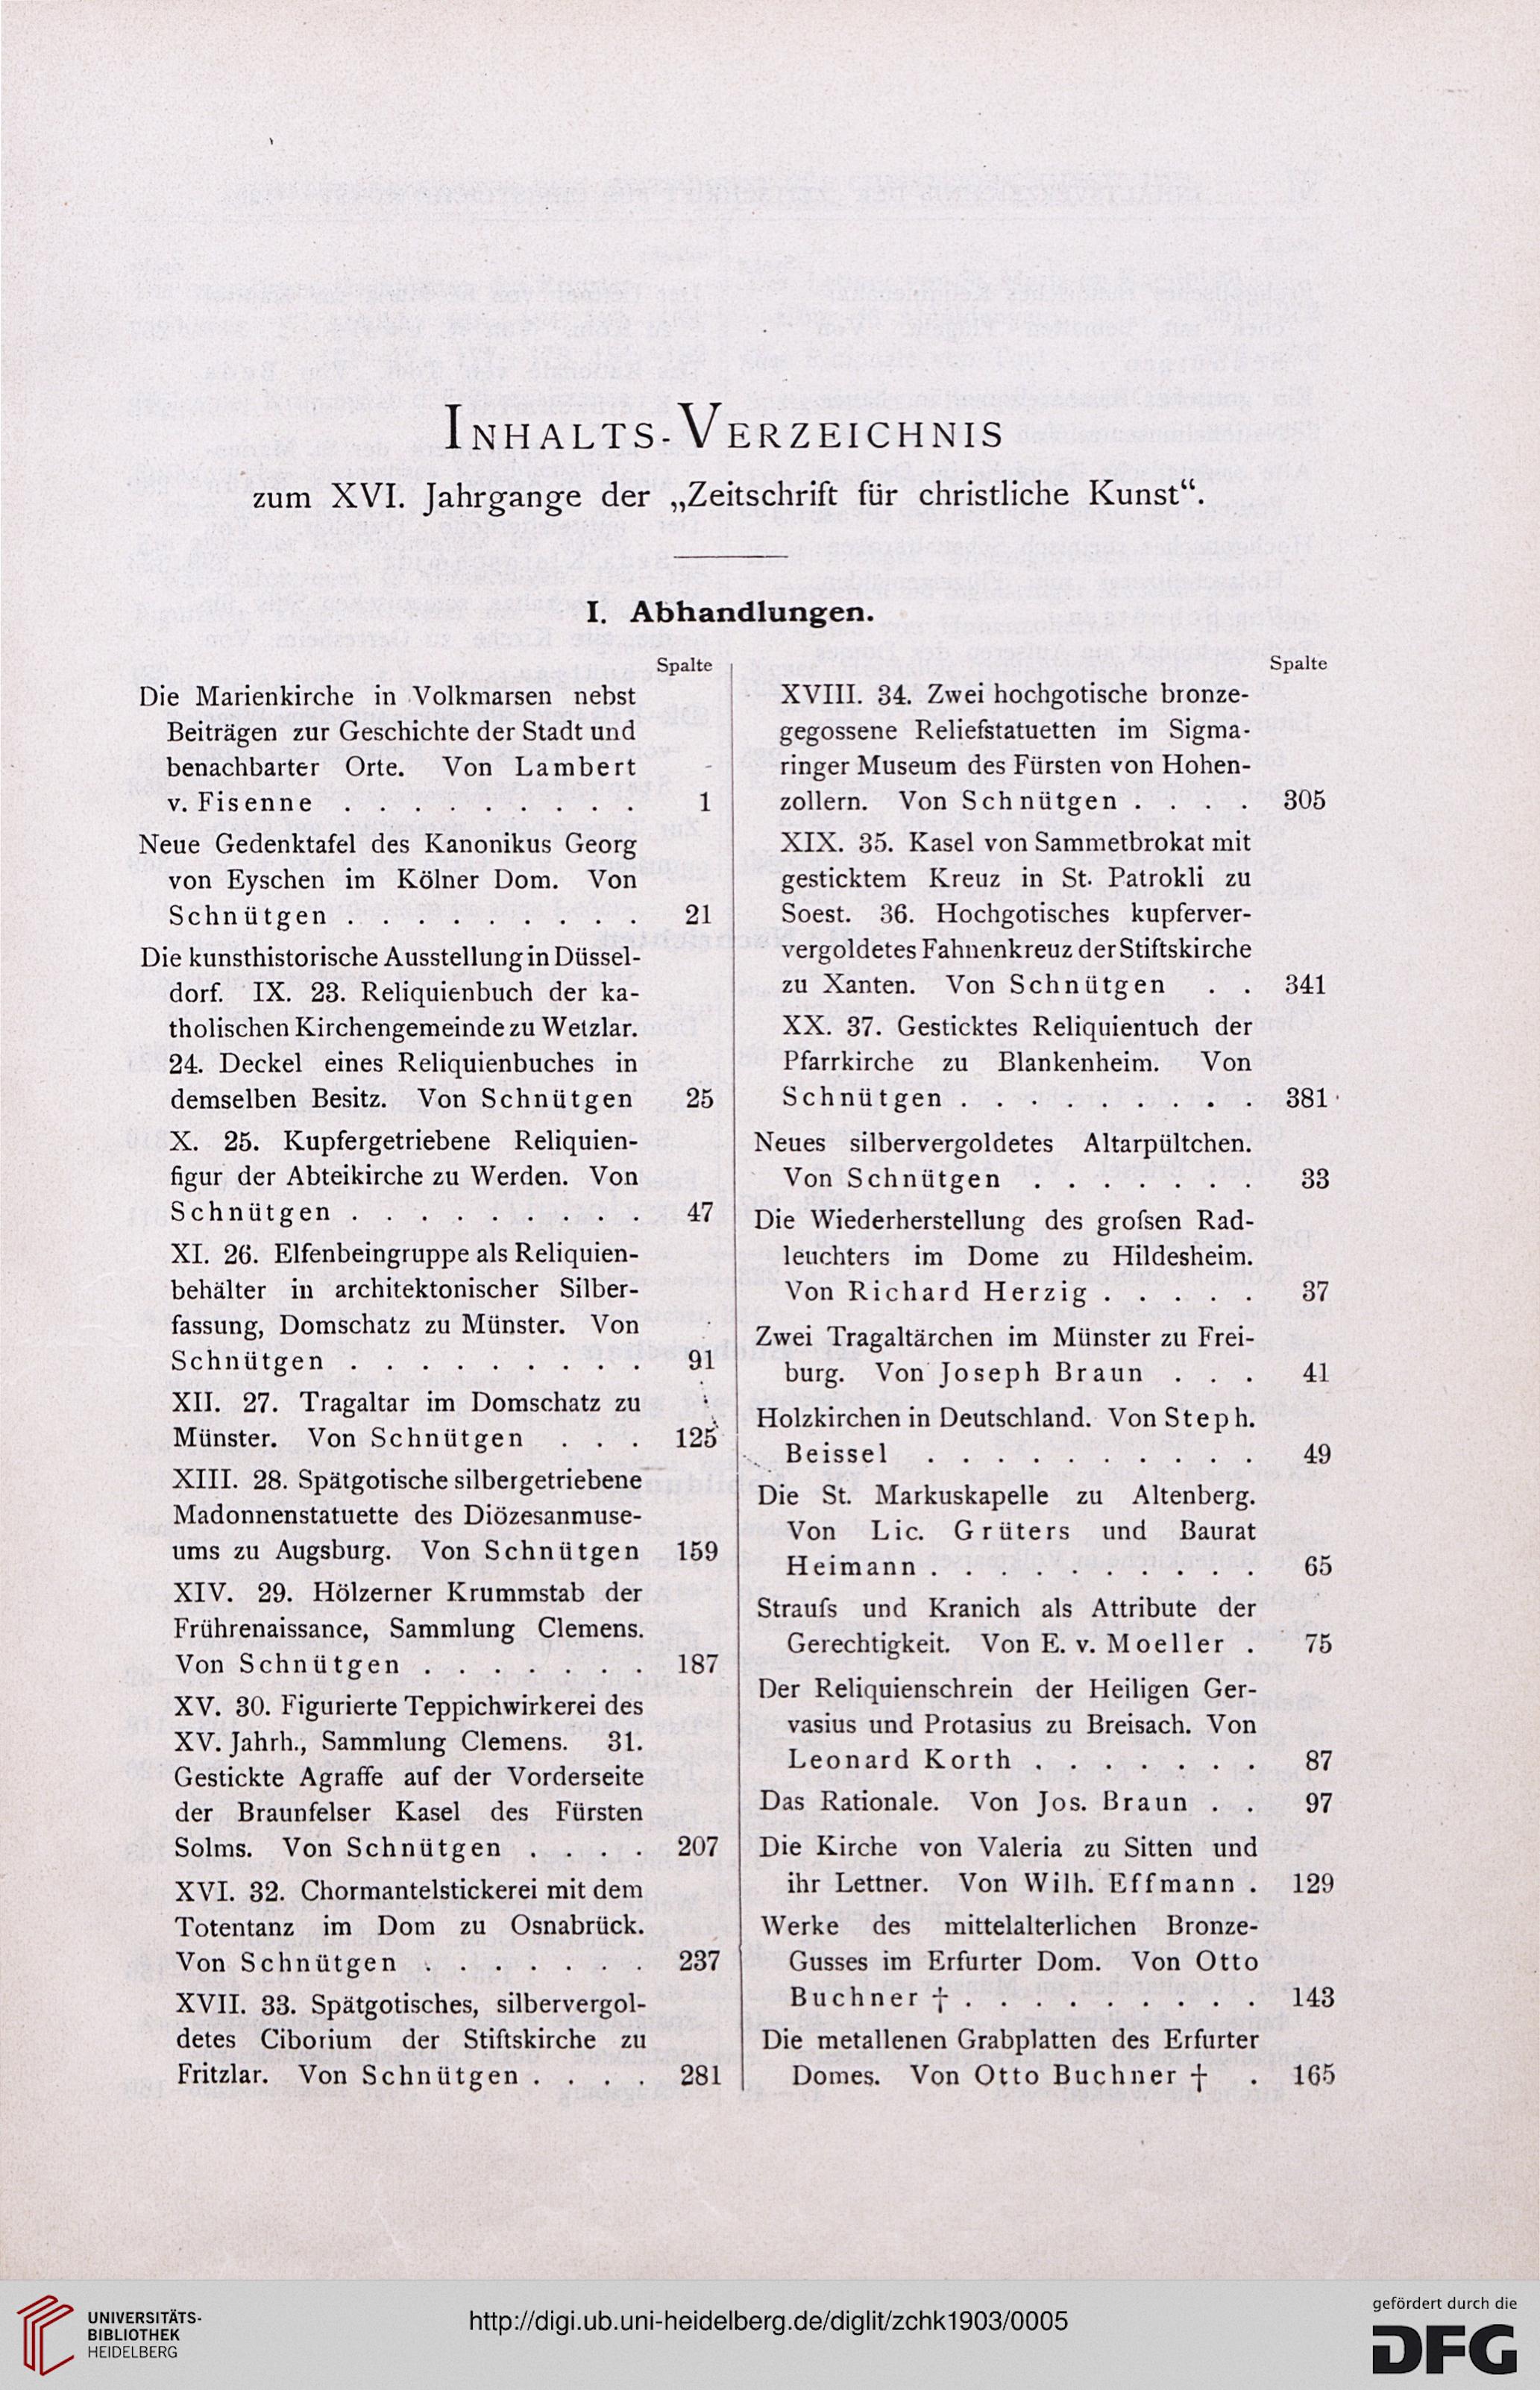 INHALTS-VERZEICHNIS
zum XVI. Jahrgange der „Zeitschrift für christliche Kunst“.
I. Abhandlungen.
Spalte
Die Marienkirche in Volkmarsen nebst
Beiträgen zur Geschichte der Stadt und
benachbarter Orte. Von Lambert
v. Fisenne . . . . . . . . . 1
Neue Gedenktafel des Kanonikus Georg
von Eyschen im Kölner Dom. Von
Schnütgen . . . . . . . . . 21
Die kunsthistorische Ausstellung in Düssel-
dorf. IX. 23. Reliquienbuch der ka-
tholischen Kirchengemeinde zu Wetzlar.
24. Deckel eines Reliquienbuches in
demselben Besitz. Von Schnütgen 25
X. 25. Kupfergetriebene Reliquien-
figur der Abteikirche zu Werden. Von
Schnütgen . . . . . . . . . 47
XI. 26. Elfenbeingruppe als Reliquien-
behälter in architektonischer Silber-
fassung, Domschatz zu Münster. Von
Schnütgen . . . . . . . . . 91
XII. 27. Tragaltar im Domschatz zu
Münster. Von Schnütgen . . . 125
XIII. 28. Spätgotische silbergetriebene
Madonnenstatuette des Diözesanmuse-
ums zu Augsburg. Von Schnütgen 159
XIV. 29. Hölzerner Krummstab der
Frührenaissance, Sammlung Clemens.
Von Schnütgen . . . . . . . 187
XV. 30. Figurierte Teppichwirkerei des
XV. Jahrh., Sammlung Clemens. 31.
Gestickte Agraffe auf der Vorderseite
der Braunfelser Kasel des Fürsten
Solms. Von Schnütgen . . . . 207
XVI. 32. Chormantelstickerei mit dem
Totentanz im Dom zu Osnabrück.
Von Schnütgen . . . . . . . 237
XVII. 33. Spätgotisches, silbervergol-
detes Ciborium der Stiftskirche zu
Fritzlar. Von Schnütgen . . . . 281
Spalte
XVIII. 34. Zwei hochgotische bronze-
gegossene Reliefstatuetten im Sigma-
ringer Museum des Fürsten von Hohen-
zollern. Von Schnütgen . . . . 305
XIX. 35. Kasel von Sammetbrokat mit
gesticktem Kreuz in St. Patrokli zu
Soest. 36. Hochgotisches kupferver-
vergoldetes Fahnenkreuz der Stiftskirche
zu Xanten. Von Schnütgen . . 341
XX. 37. Gesticktes Reliquientuch der
Pfarrkirche zu Blankenheim. Von
Schnütgen . . . . . . . . . 381
Neues silbervergoldetes Altarpültchen.
Von Schnütgen . . . . . . . 33
Die Wiederherstellung des grofsen Rad-
leuchters im Dome zu Hildesheim.
Von Richard Herzig . . . . . 37
Zwei Tragaltärchen im Münster zu Frei-
burg. Von Joseph Braun . . . 41
Holzkirchen in Deutschland. Von Steph.
Beissel . . . . . . . . . . 49
Die St. Markuskapelle zu Altenberg.
Von Lic. Grüters und Baurat
Heimann . . . . . . . . . . 65
Straufs und Kranich als Attribute der
Gerechtigkeit. Von E. v. Moeller . 75
Der Reliquienschrein der Heiligen Ger-
vasius und Protasius zu Breisach. Von
Leonard Korth . . . . . . . 87
Das Rationale. Von Jos. Braun . . 97
Die Kirche von Valeria zu Sitten und
ihr Lettner. Von Wilh. Effmann . 129
Werke des mittelalterlichen Bronze-
Gusses im Erfurter Dom. Von Otto
Buchner † . . . . . . . . . 143
Die metallenen Grabplatten des Erfurter
Domes. Von Otto Buchner † . 165
UNIVERSITÄTS-
BIBLIOTHEK
HEIDELBERG
http://digi.ub.uni-heidelberg.de/diglit/zchk1903/0005
gefördert durch die
DFG